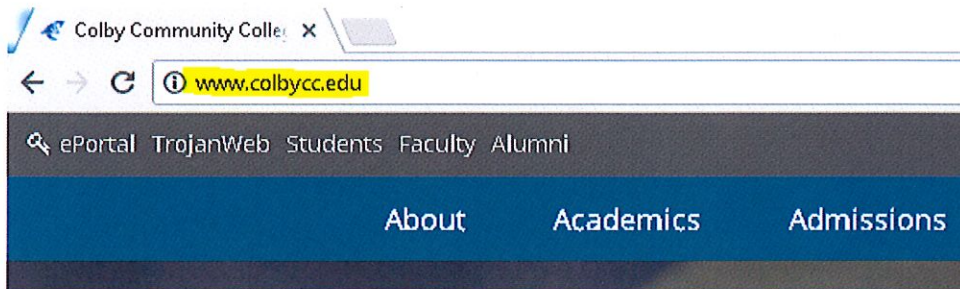 Colby Community Colle
www.colbycc.edu
ePortal TrojanWeb Students Faculty Alumni
About Academics Admissions